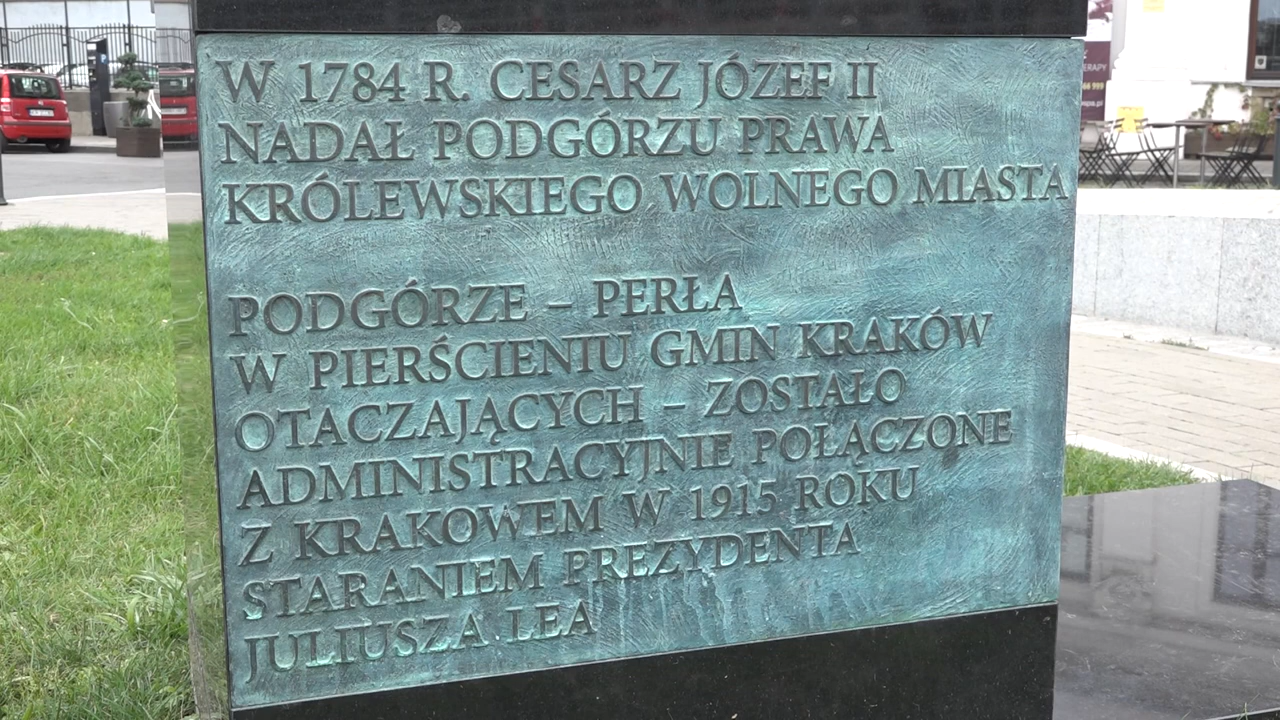 W 1784 R. CESARZ JÓZEF II
NADAŁ PODGÓRZU PRAWA
KRÓLEWSKIEGO WOLNEGO MIASTA
PODGÓRZE – PERŁA
W PIERŚCIENIU GMIN KRAKÓW
OTACZAJĄCYCH – ZOSTAŁO
ADMINISTRACYJNIE POŁĄCZONE
Z KRAKOWEM W 1915 ROKU
STARANIEM PREZYDENTA
JULIUSZA LEA